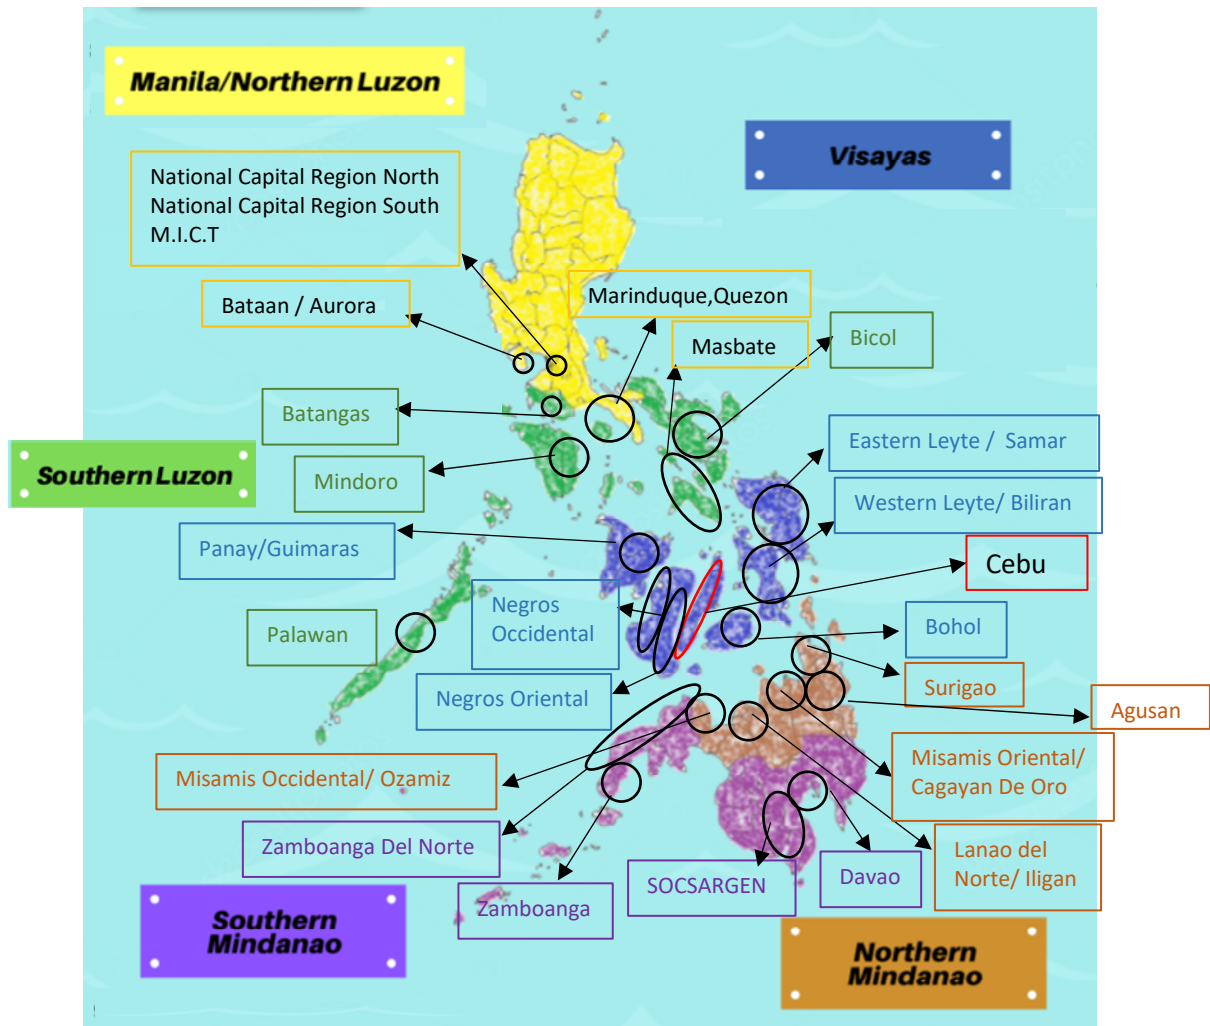 Manila/Northern Luzon
Visayas
National Capital Region North
National Capital Region South
M.I.C.T
Bataan / Aurora
Marinduque,Quezon
Masbate
Bicol
Batangas
Eastern Leyte / Samar
Southern Luzon
Mindoro
Western Leyte/ Biliran
Panay/Guimaras
Cebu
Negros
Occidental
Palawan
Bohol
Negros Oriental
Surigao
Agusan
Misamis Occidental/ Ozamiz
Misamis Oriental/
Cagayan De Oro
Zamboanga Del Norte
Lanao del
Norte/ Iligan
SOCSARGEN
Davao
Zamboanga
Southern
Mindanao
Northern
Mindanao